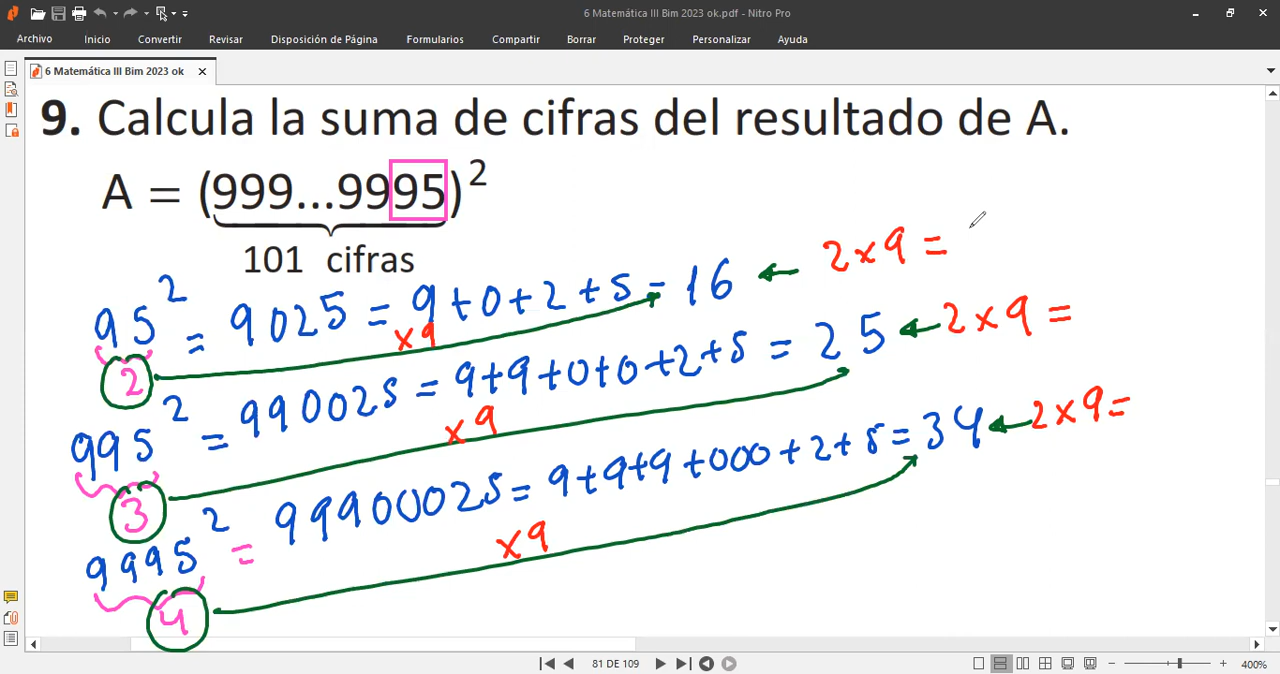 6 Matemática III Bim 2023 ok.pdf - Nitro Pro
Archivo Inicio Convertir Revisar Disposición de Página Formularios Compartir Borrar Proteger Personalizar Ayuda
6 Matemática III Bim 2023 ok
9. Calcula la suma de cifras del resultado de A.
A = (999...9995)²
101 cifras
95² = 9025 = 9+0+2+5 = 16 ← 2×9 =
2 ×9
995² = 990025 = 9+9+0+0+2+5 = 25 ← 2×9 =
3 ×9
9995² = 99900025 = 9+9+9+000+2+5 = 34 ← 2×9=
4 ×9
81 DE 109
400%